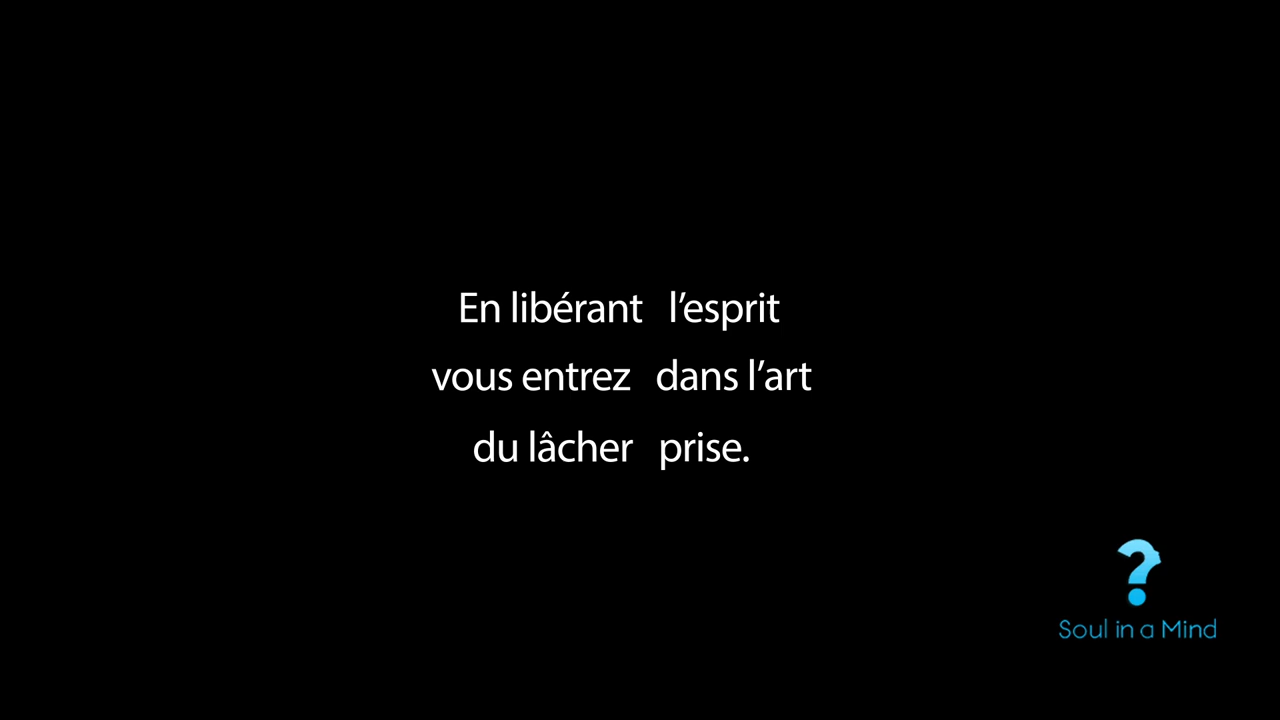 En libérant l’esprit
vous entrez dans l’art
du lâcher prise.
Soul in a Mind